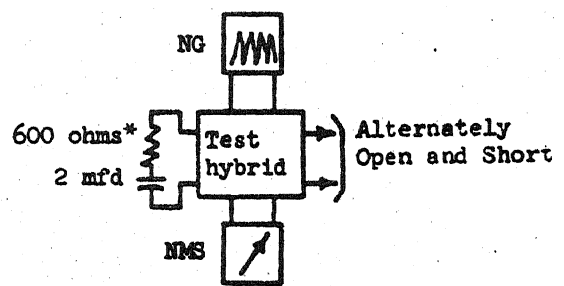 NG
600 ohms*
2 mfd
Test
hybrid
Alternately
Open and Short
NMS